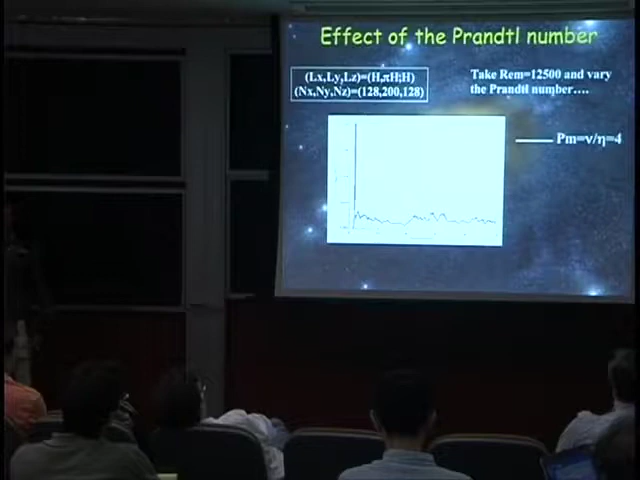 Effect of the Prandtl number
(Lx,Ly,Lz)=(H,πH,H)
(Nx,Ny,Nz)=(128,200,128)
Take Rem=12500 and vary
the Prandtl number....
Pm=ν/η=4